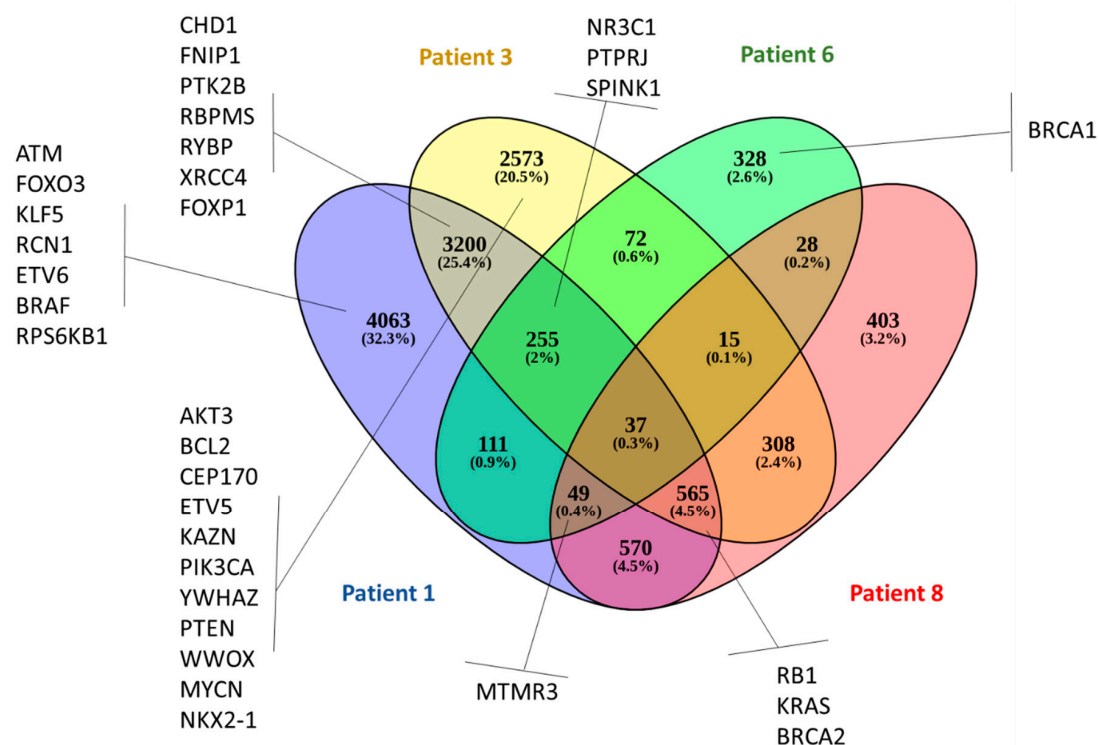 CHD1
FNIP1
PTK2B
RBPMS
RYBP
XRCC4
FOXP1
Patient 3
NR3C1
PTPRJ
SPINK1
Patient 6
BRCA1
ATM
FOXO3
KLF5
RCN1
ETV6
BRAF
RPS6KB1
2573
(20.5%)
328
(2.6%)
3200
(25.4%)
72
(0.6%)
28
(0.2%)
4063
(32.3%)
255
(2%)
15
(0.1%)
403
(3.2%)
111
(0.9%)
37
(0.3%)
308
(2.4%)
49
(0.4%)
565
(4.5%)
570
(4.5%)
AKT3
BCL2
CEP170
ETV5
KAZN
PIK3CA
YWHAZ
PTEN
WWOX
MYCN
NKX2-1
Patient 1
Patient 8
MTMR3
RB1
KRAS
BRCA2